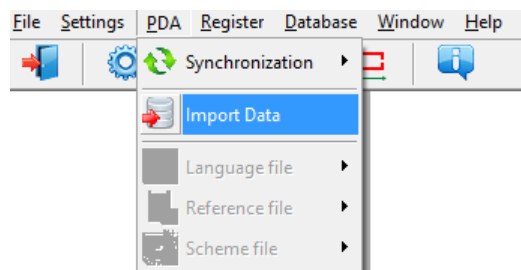 File Settings PDA Register Database Window Help
Synchronization
Import Data
Language file
Reference file
Scheme file